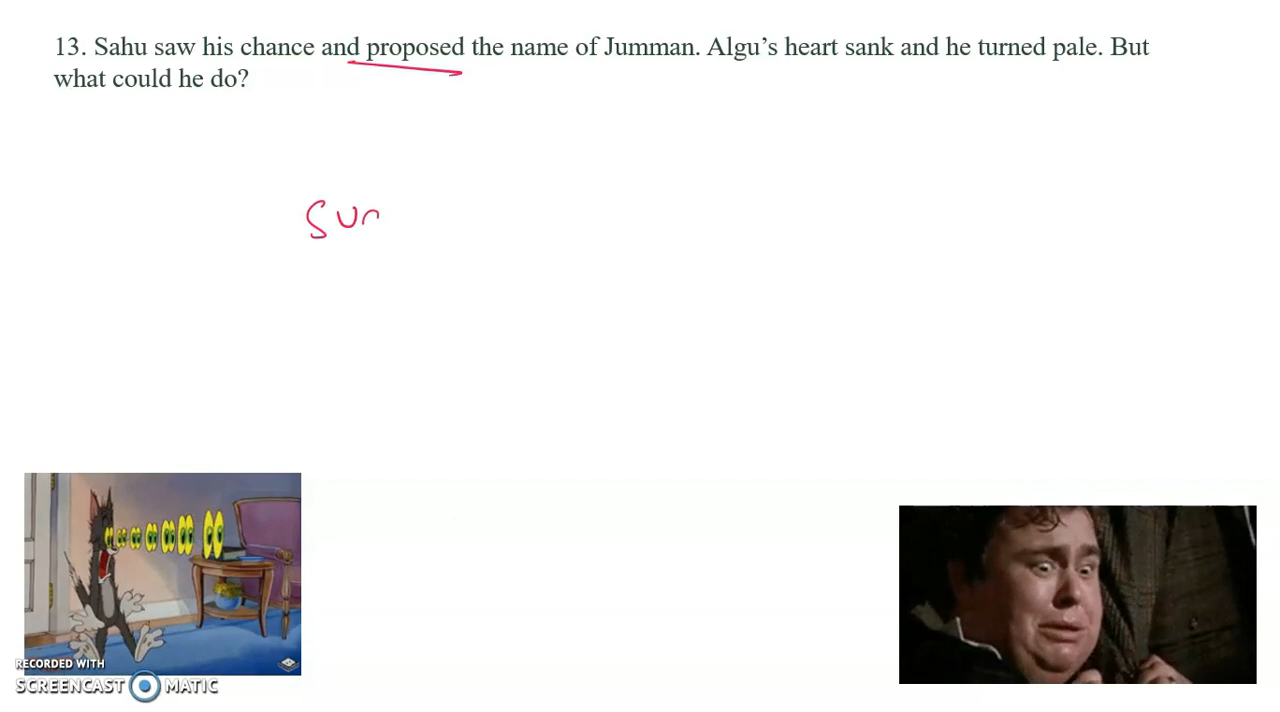 13. Sahu saw his chance and proposed the name of Jumman. Algu’s heart sank and he turned pale. But
what could he do?
Sun
RECORDED WITH
SCREENCAST MATIC